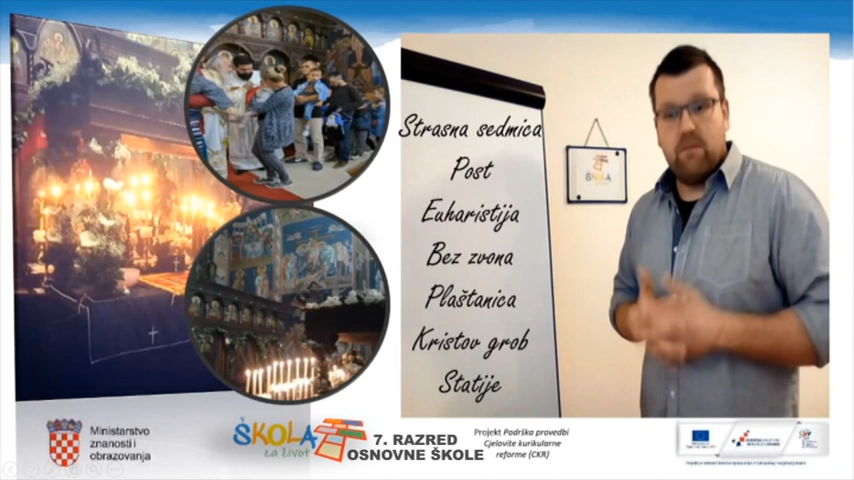 Strasna sedmica
Post
Euharistija
Bez zvona
Plaštanica
Kristov grob
Statije
ŠKOLA
Ministarstvo
znanosti i
obrazovanja
ŠKOLA
za život
7. RAZRED
OSNOVNE ŠKOLE
Projekt Podrška provedbi
Cjelovite kurikularne
reforme (CKR)